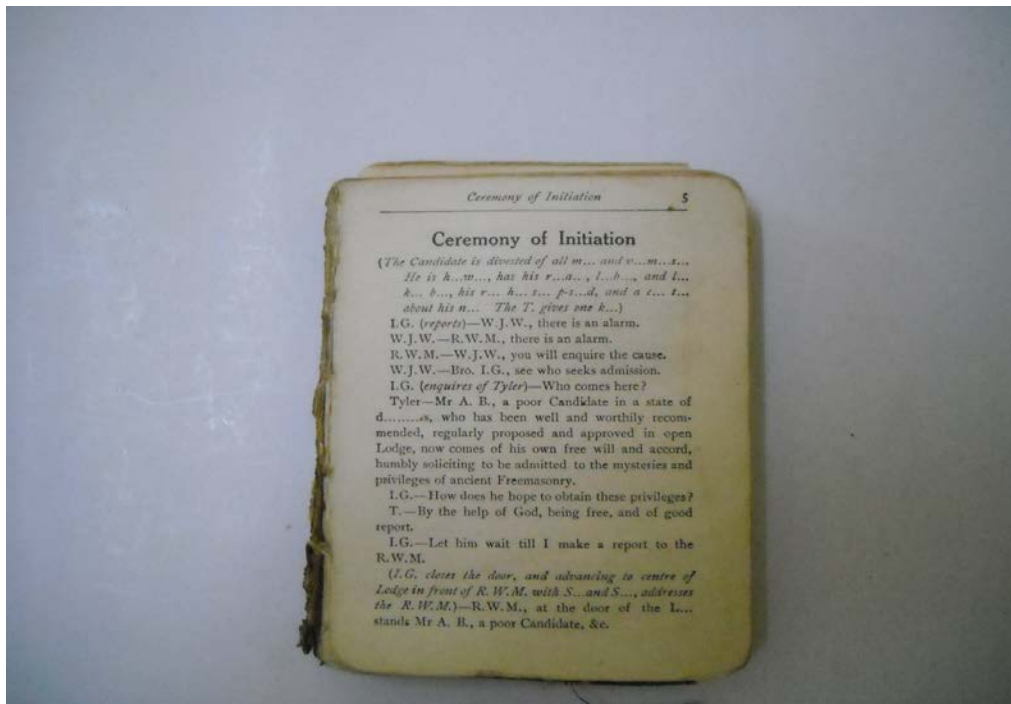 Ceremony of Initiation 5
Ceremony of Initiation
(The Candidate is divested of all m... and v...m...s..,
He is h...w..., has his r...a.. , l...b..., and l...
k... b..., his r... h... s... p-s...d, and a c... t...,
about his n... The T. gives one k...)
I.G. (reports)—W.J.W., there is an alarm.
W.J.W.—R.W.M., there is an alarm.
R.W.M.—W.J.W., you will enquire the cause.
W.J.W.—Bro. I.G., see who seeks admission.
I.G. (enquires of Tyler)—Who comes here?
Tyler—Mr A. B., a poor Candidate in a state of
d.........s, who has been well and worthily recom-
mended, regularly proposed and approved in open
Lodge, now comes of his own free will and accord,
humbly soliciting to be admitted to the mysteries and
privileges of ancient Freemasonry.
I.G.—How does he hope to obtain these privileges?
T.—By the help of God, being free, and of good
report.
I.G.—Let him wait till I make a report to the
R.W.M.
(I.G. closes the door, and advancing to centre of
Lodge in front of R. W. M. with S...and S..., addresses
the R. W.M.)—R.W.M., at the door of the L...
stands Mr A. B., a poor Candidate, &c.